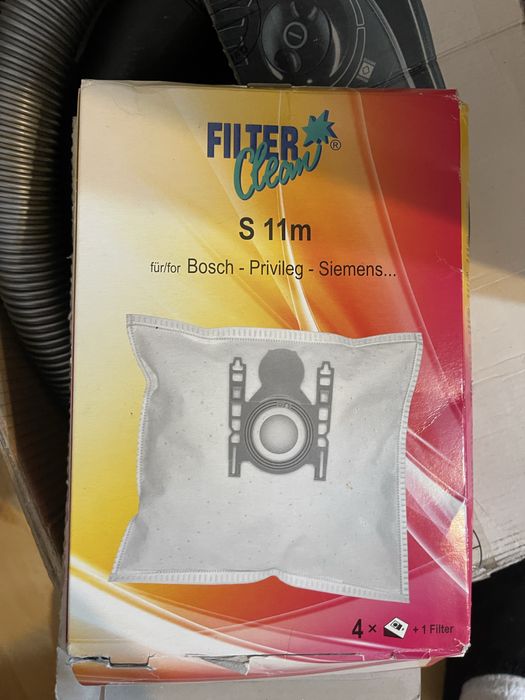 FILTER
Clean ®
S 11m
für/for Bosch - Privileg - Siemens...
4 × + 1 Filter